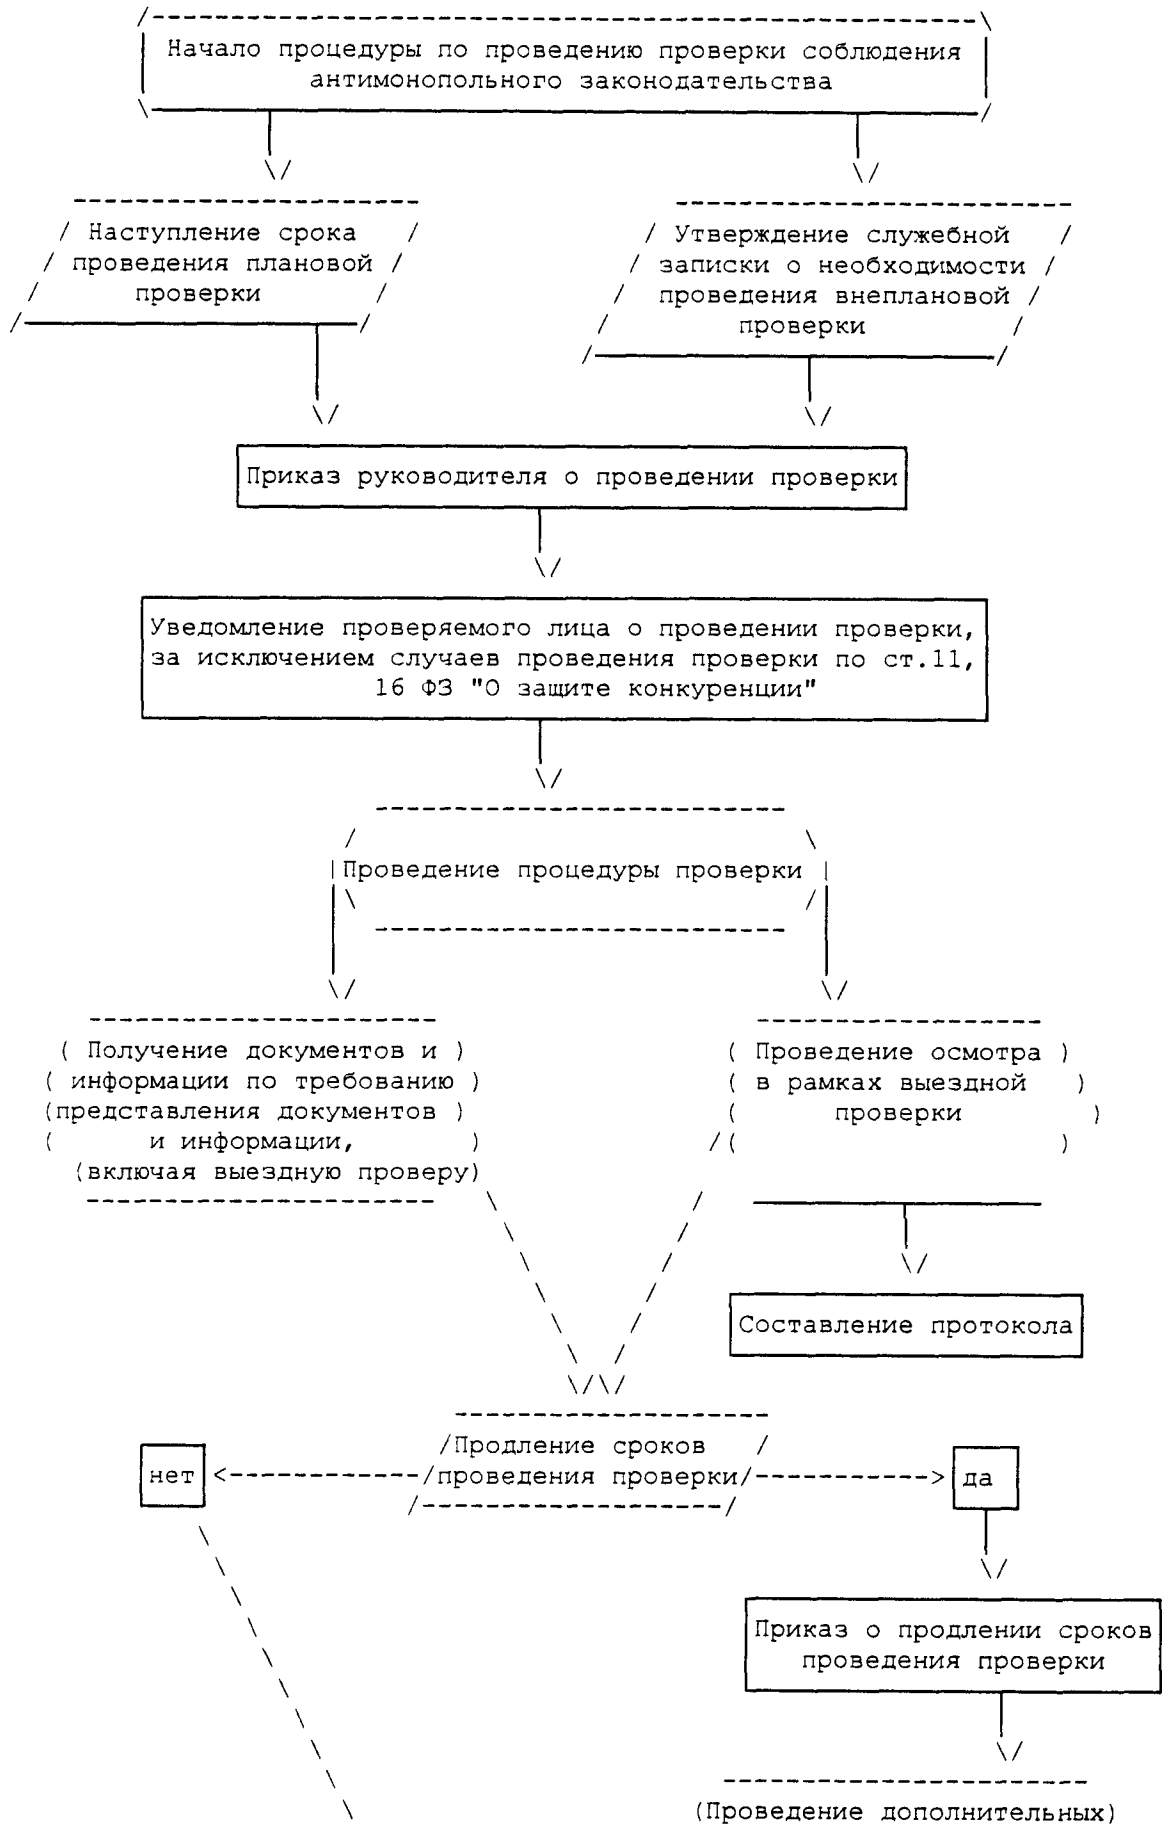 Начало процедуры по проведению проверки соблюдения
антимонопольного законодательства
Наступление срока
проведения плановой
проверки
Утверждение служебной
записки о необходимости
проведения внеплановой
проверки
Приказ руководителя о проведении проверки
Уведомление проверяемого лица о проведении проверки,
за исключением случаев проведения проверки по ст.11,
16 ФЗ "О защите конкуренции"
Проведение процедуры проверки
( Получение документов и )
( информации по требованию )
(представления документов )
( и информации, )
(включая выездную проверу)
( Проведение осмотра )
( в рамках выездной )
( проверки )
Составление протокола
Продление сроков
проведения проверки
нет
да
Приказ о продлении сроков
проведения проверки
(Проведение дополнительных)